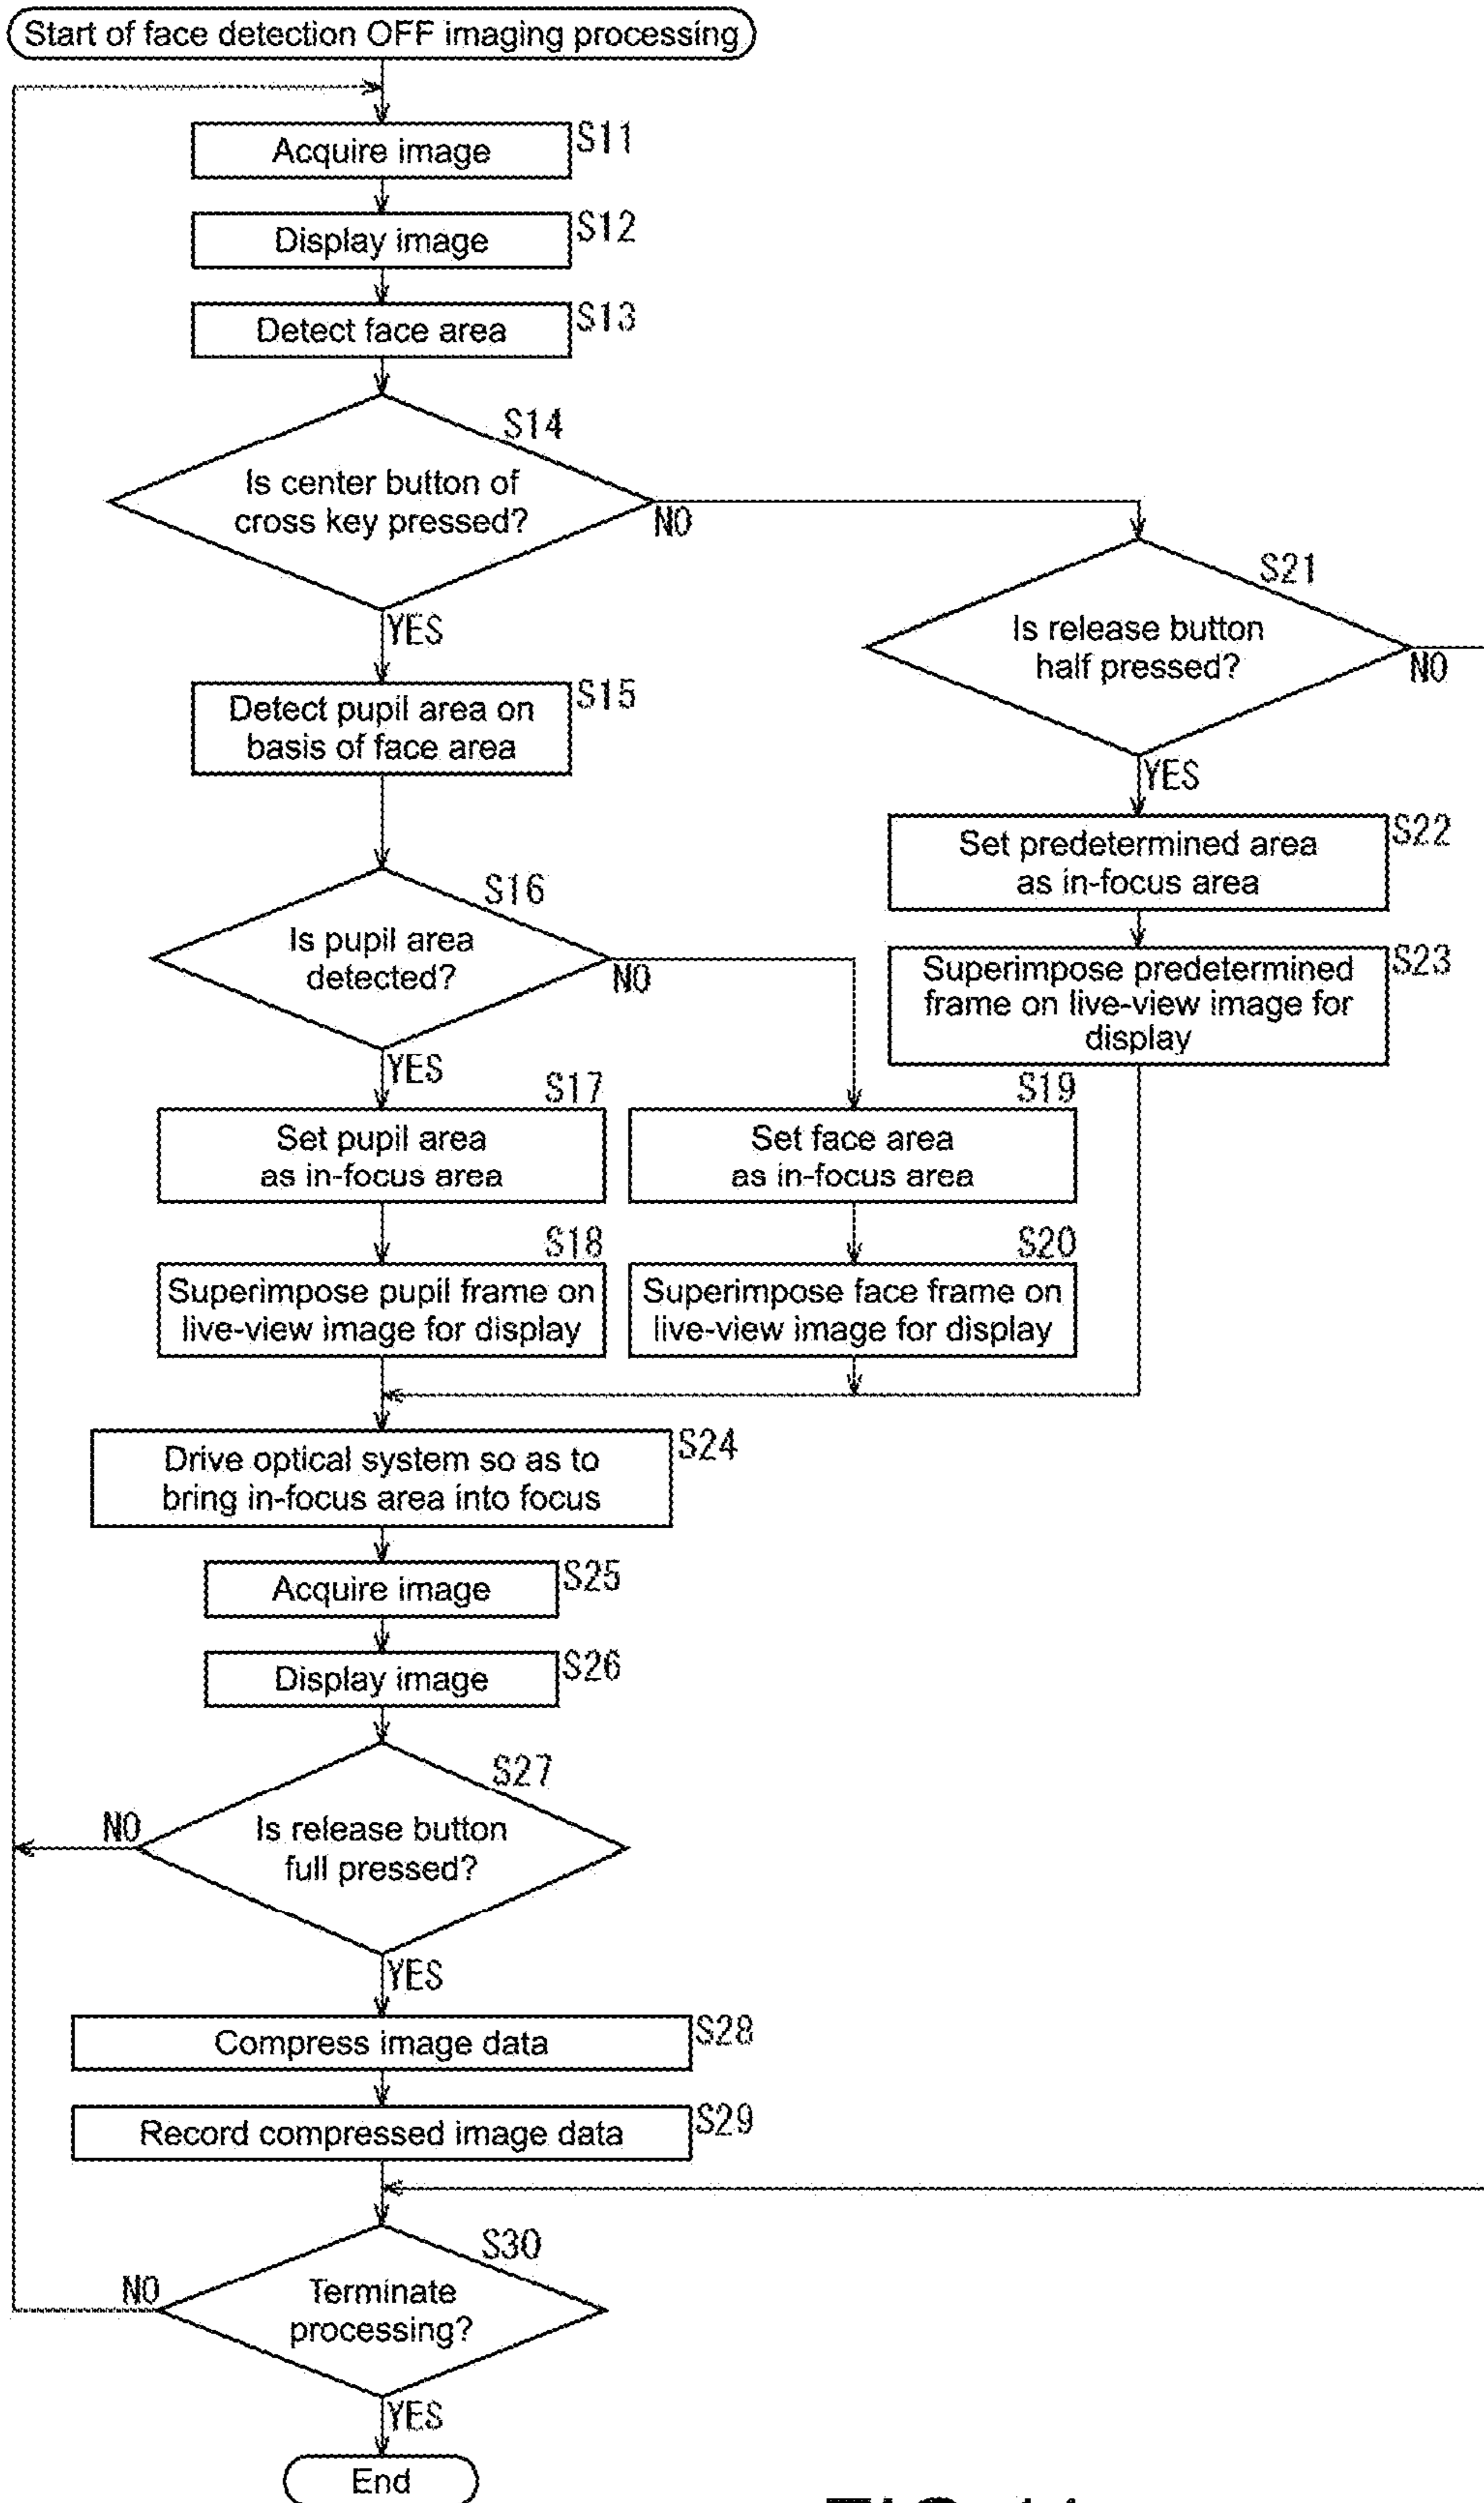 Start of face detection OFF imaging processing
S11
Acquire image
S12
Display image
S13
Detect face area
S14
Is center button of
cross key pressed?
NO
YES
S21
Is release button
half pressed?
NO
YES
S15
Detect pupil area on
basis of face area
S22
Set predetermined area
as in-focus area
S16
Is pupil area
detected?
NO
YES
S23
Superimpose predetermined
frame on live-view image for
display
S17
Set pupil area
as in-focus area
S19
Set face area
as in-focus area
S18
Superimpose pupil frame on
live-view image for display
S20
Superimpose face frame on
live-view image for display
S24
Drive optical system so as to
bring in-focus area into focus
S25
Acquire image
S26
Display image
S27
Is release button
full pressed?
NO
YES
S28
Compress image data
S29
Record compressed image data
S30
Terminate
processing?
NO
YES
End